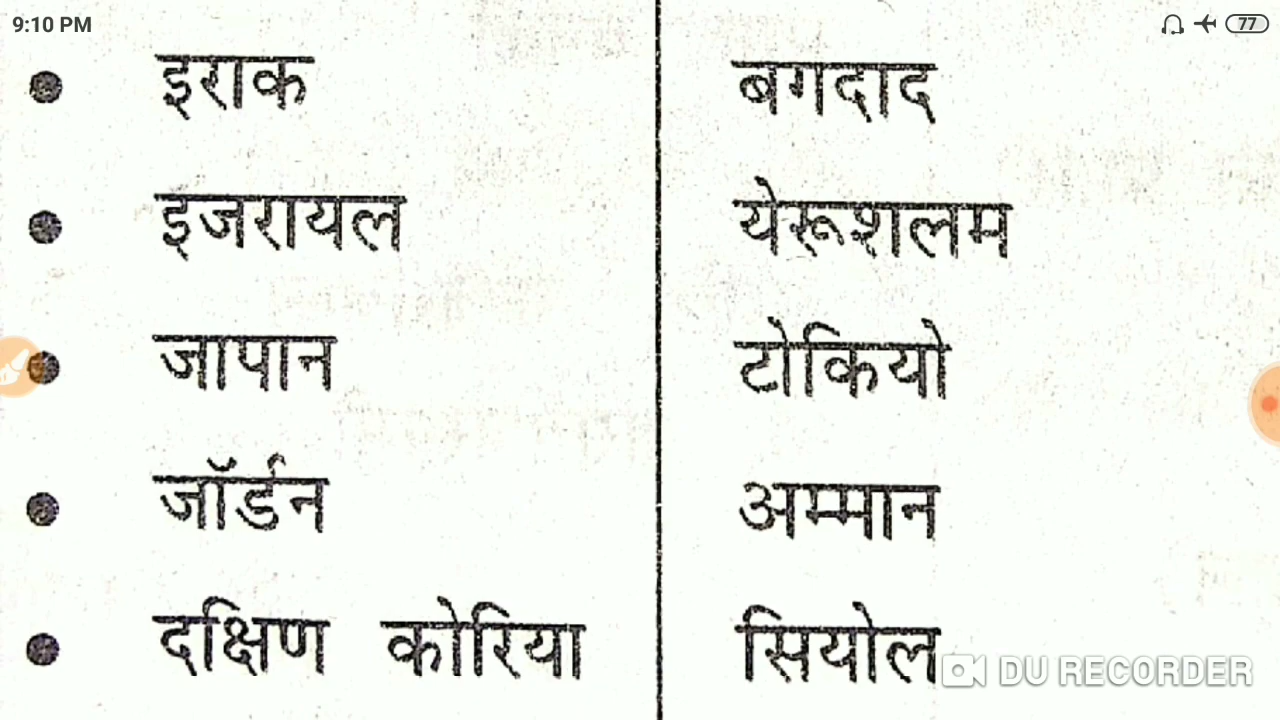 9:10 PM 77
इराक बगदाद
इजरायल येरूशलम
जापान टोकियो
जॉर्डन अम्मान
दक्षिण कोरिया सियोल
DU RECORDER